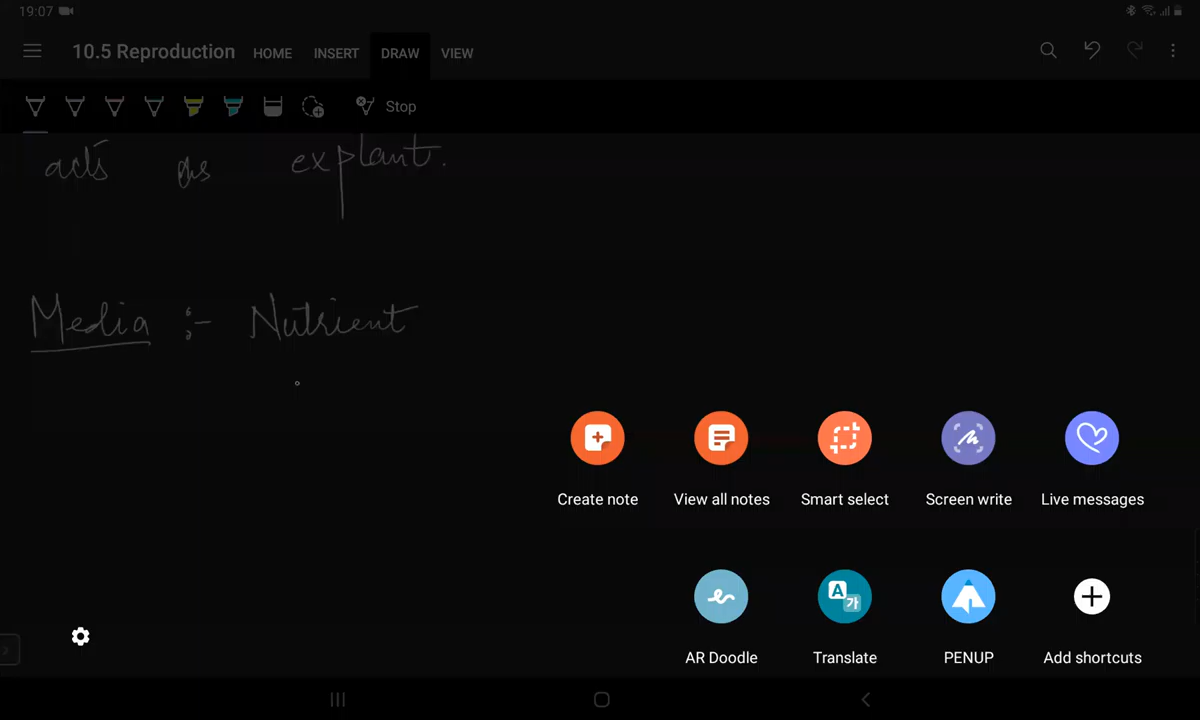 19:07
10.5 Reproduction HOME INSERT DRAW VIEW
Stop
acts as explant.
Media :- Nutrient
Create note View all notes Smart select Screen write Live messages
A 가
AR Doodle Translate PENUP Add shortcuts